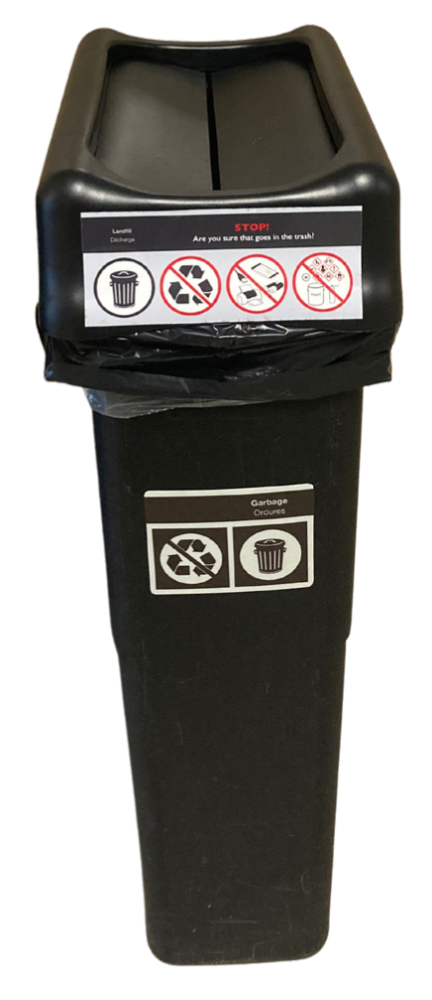 Landfill
Décharge
STOP!
Are you sure that goes in the trash?
Garbage
Ordures